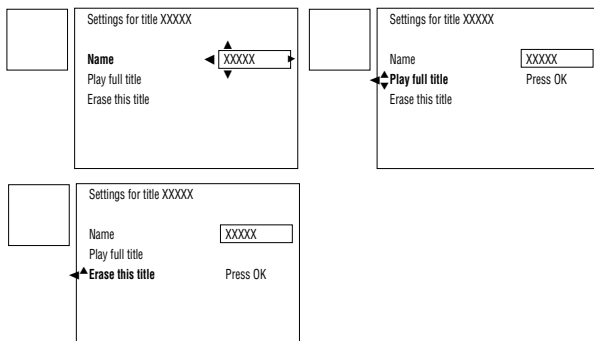 Settings for title XXXXX
Name XXXXX
Play full title
Erase this title
Settings for title XXXXX
Name XXXXX
Play full title Press OK
Erase this title
Settings for title XXXXX
Name XXXXX
Play full title
Erase this title Press OK